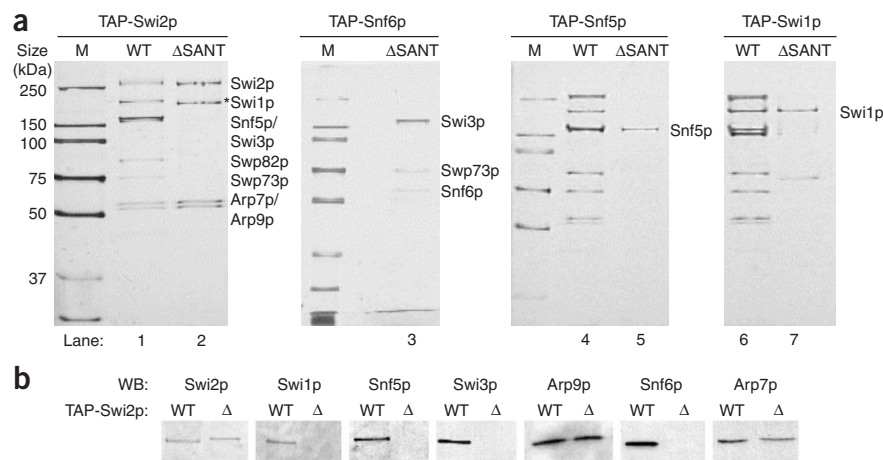 a
TAP-Swi2p TAP-Snf6p TAP-Snf5p TAP-Swi1p
Size (kDa) M WT ΔSANT M ΔSANT M WT ΔSANT WT ΔSANT
250
150
100
75
50
37
Swi2p
*Swi1p
Snf5p/
Swi3p
Swp82p
Swp73p
Arp7p/
Arp9p
Swi3p
Swp73p
Snf6p
Snf5p
Swi1p
Lane: 1 2 3 4 5 6 7
b
WB: Swi2p Swi1p Snf5p Swi3p Arp9p Snf6p Arp7p
TAP-Swi2p: WT Δ WT Δ WT Δ WT Δ WT Δ WT Δ WT Δ